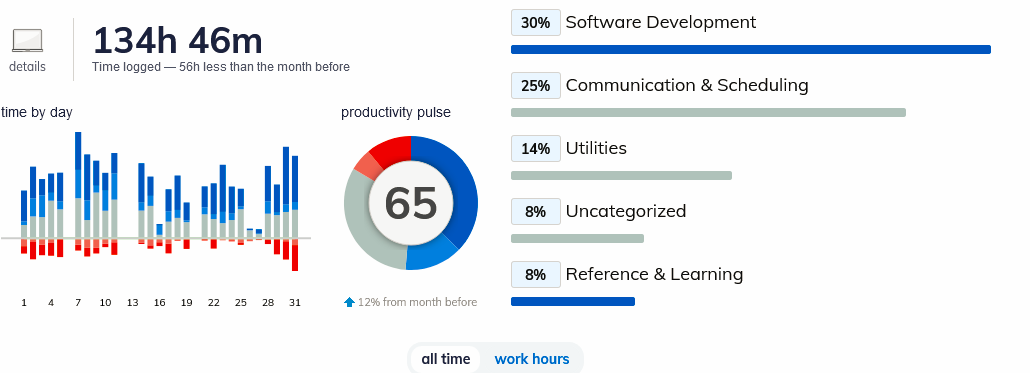 134h 46m
details
Time logged — 56h less than the month before
time by day
productivity pulse
65
1 4 7 10 13 16 19 22 25 28 31
12% from month before
30% Software Development
25% Communication & Scheduling
14% Utilities
8% Uncategorized
8% Reference & Learning
all time work hours